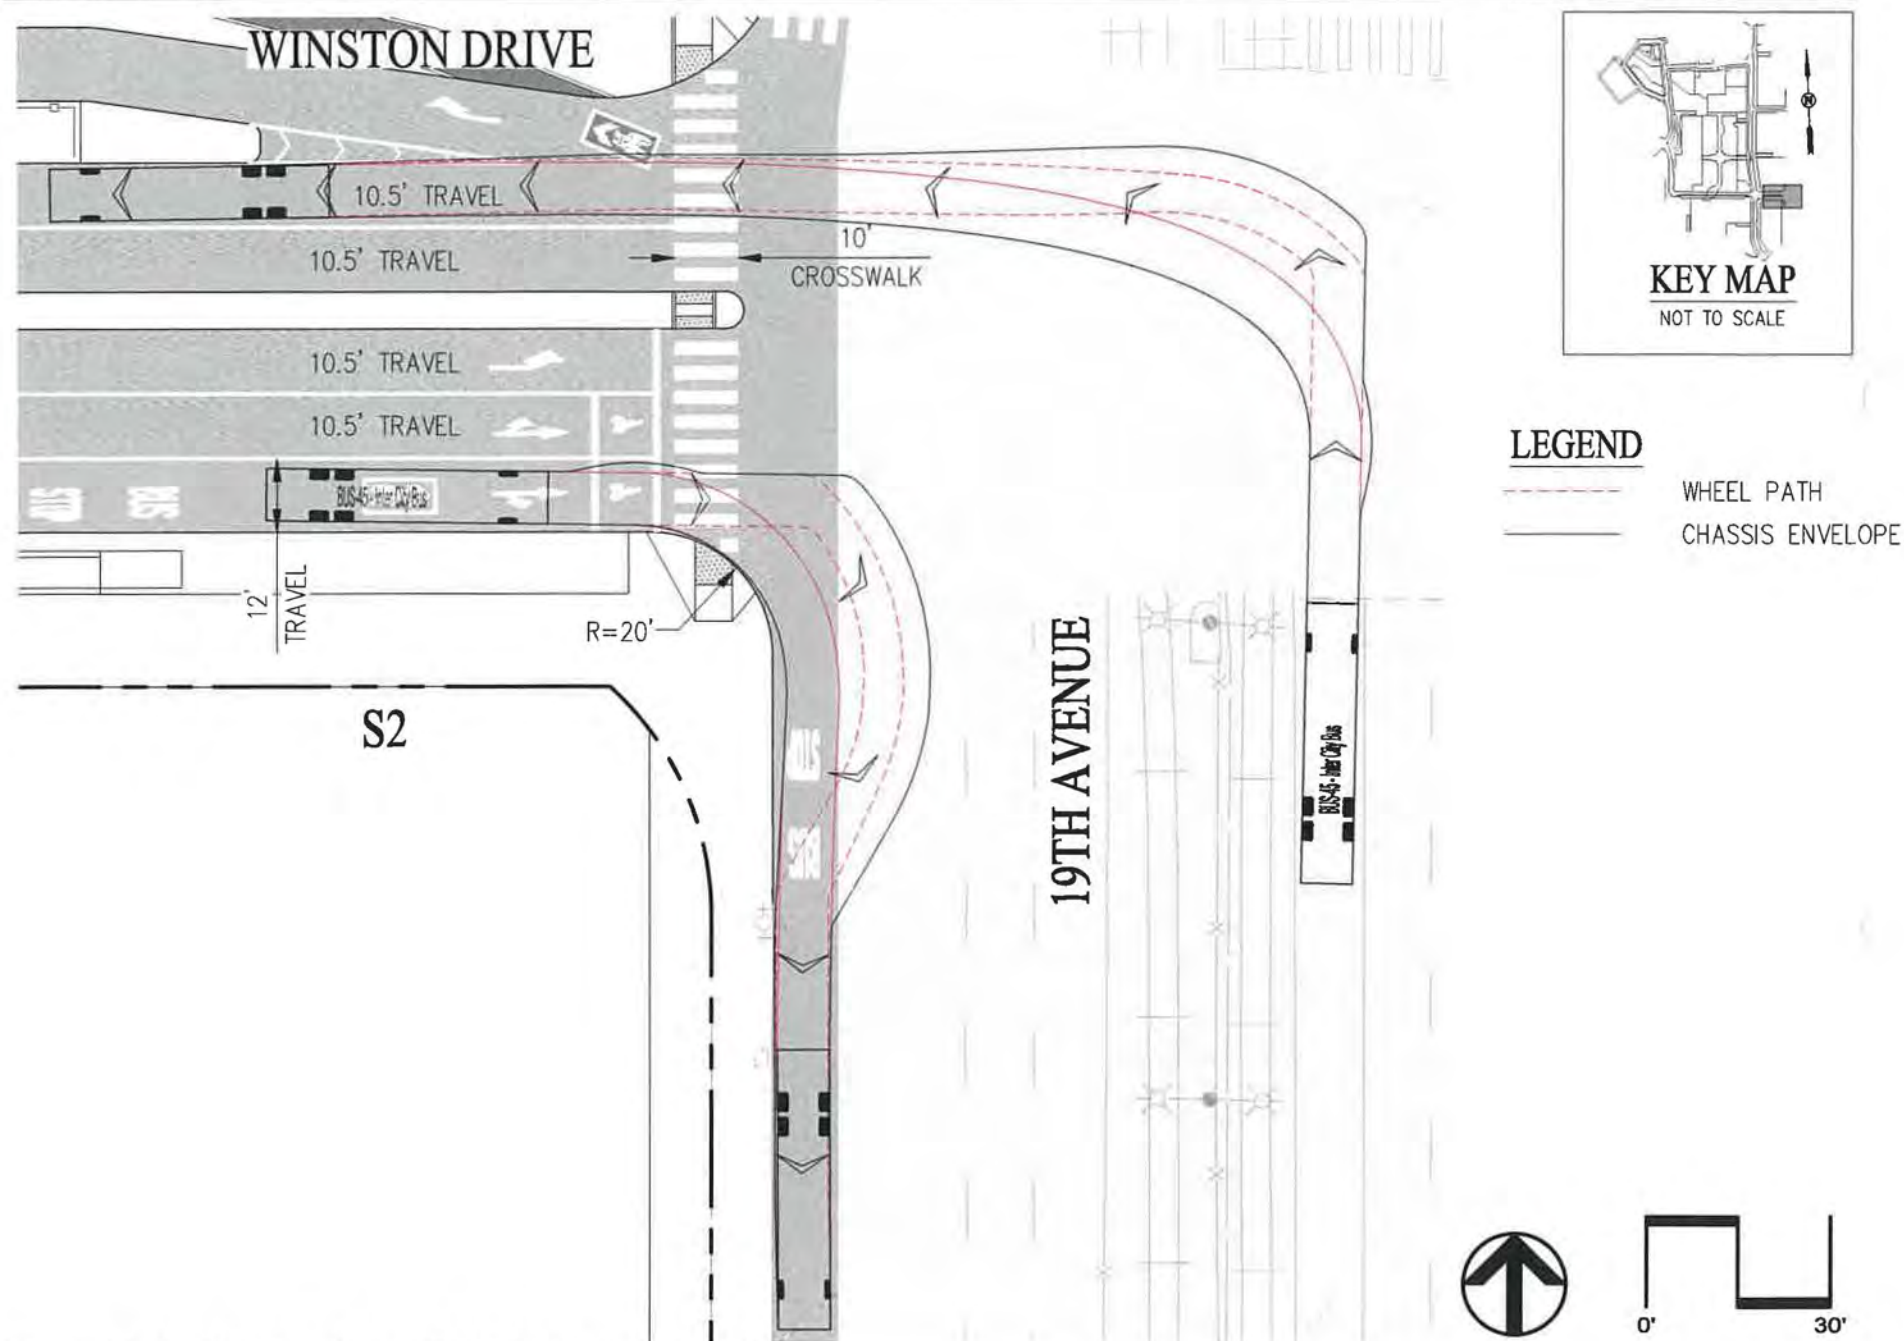 WINSTON DRIVE
10.5' TRAVEL
10.5' TRAVEL
10'
CROSSWALK
10.5' TRAVEL
10.5' TRAVEL
BUS-45 - Inter City Bus
12'
TRAVEL
R=20'
S2
19TH AVENUE
BUS-45 - Inter City Bus
BUS
BUS
N
KEY MAP
NOT TO SCALE
LEGEND
WHEEL PATH
CHASSIS ENVELOPE
0'
30'